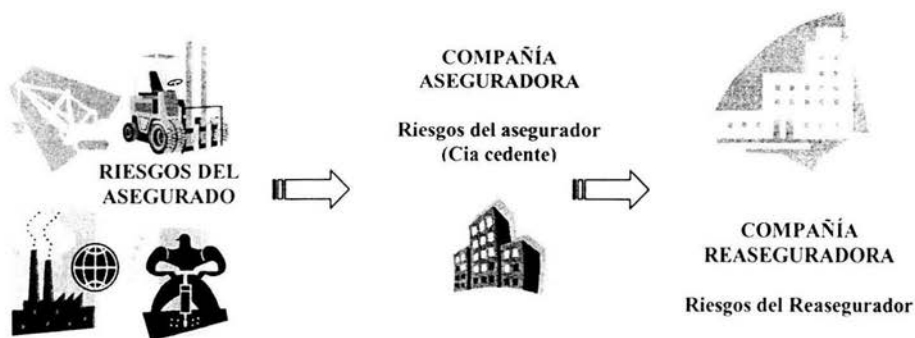 RIESGOS DEL
ASEGURADO
COMPAÑÍA
ASEGURADORA
Riesgos del asegurador
(Cia cedente)
COMPAÑÍA
REASEGURADORA
Riesgos del Reasegurador